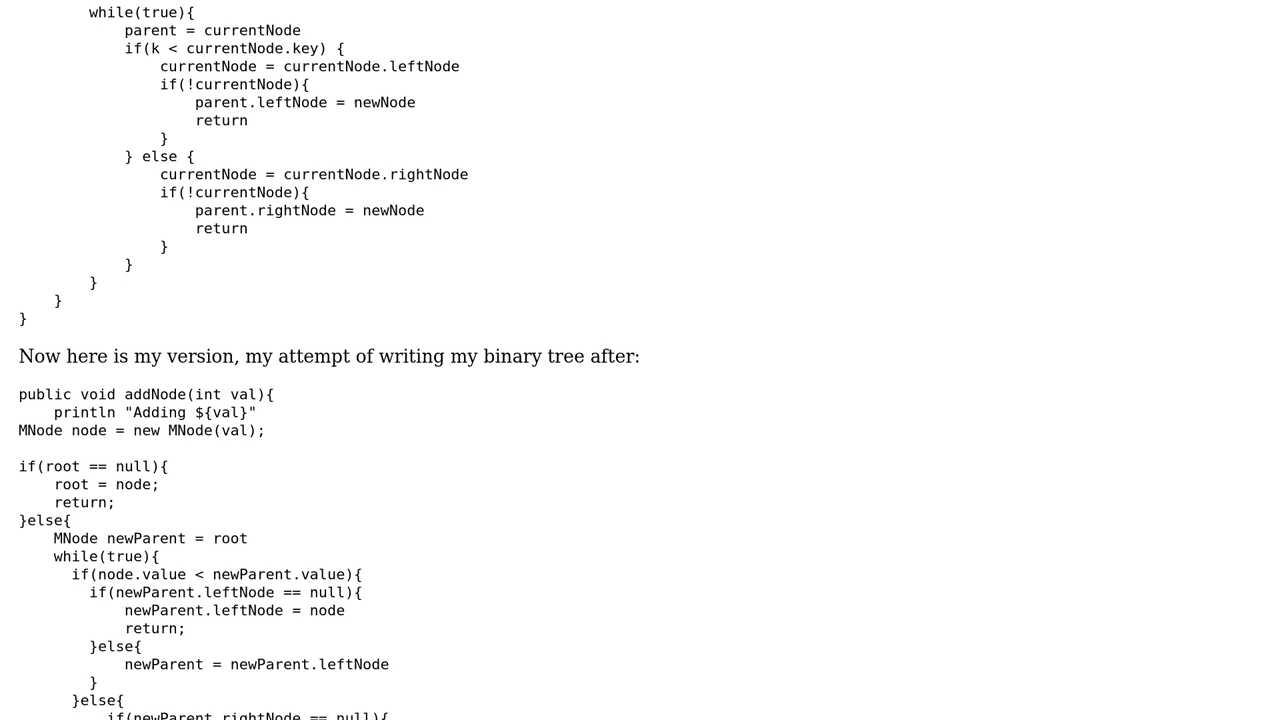 while(true){
parent = currentNode
if(k < currentNode.key) {
currentNode = currentNode.leftNode
if(!currentNode){
parent.leftNode = newNode
return
}
} else {
currentNode = currentNode.rightNode
if(!currentNode){
parent.rightNode = newNode
return
}
}
}
}
}
Now here is my version, my attempt of writing my binary tree after:
public void addNode(int val){
println "Adding ${val}"
MNode node = new MNode(val);
if(root == null){
root = node;
return;
}else{
MNode newParent = root
while(true){
if(node.value < newParent.value){
if(newParent.leftNode == null){
newParent.leftNode = node
return;
}else{
newParent = newParent.leftNode
}
}else{
if(newParent.rightNode == null){